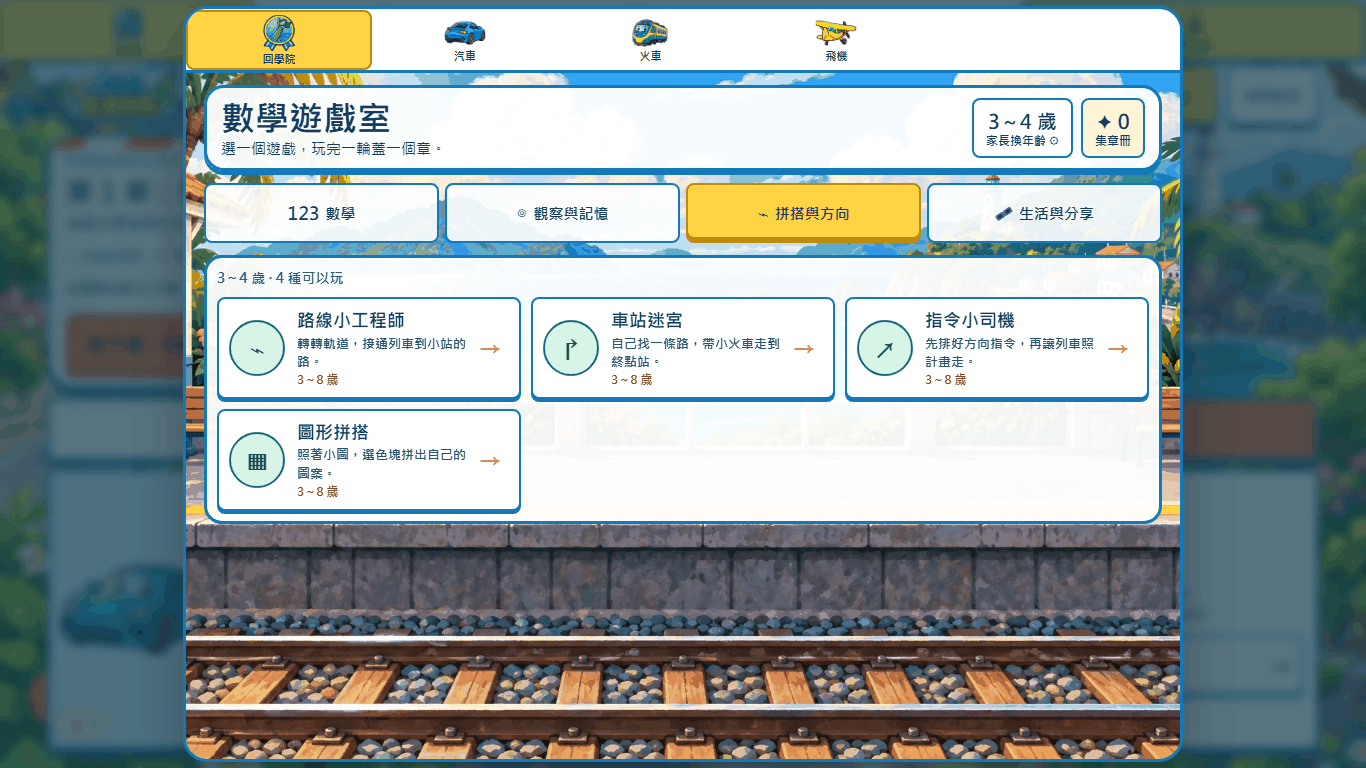 回學院
汽車
火車
飛機
數學遊戲室
選一個遊戲，玩完一輪蓋一個章。
3～4 歲
家長換年齡 ⚙
✦ 0
集章冊
123 數學
◎ 觀察與記憶
⌁ 拼搭與方向
生活與分享
3～4 歲 · 4 種可以玩
路線小工程師
轉轉軌道，接通列車到小站的
路。
3～8 歲
→
車站迷宮
自己找一條路，帶小火車走到
終點站。
3～8 歲
→
指令小司機
先排好方向指令，再讓列車照
計畫走。
3～8 歲
→
圖形拼搭
照著小圖，選色塊拼出自己的
圖案。
3～8 歲
→